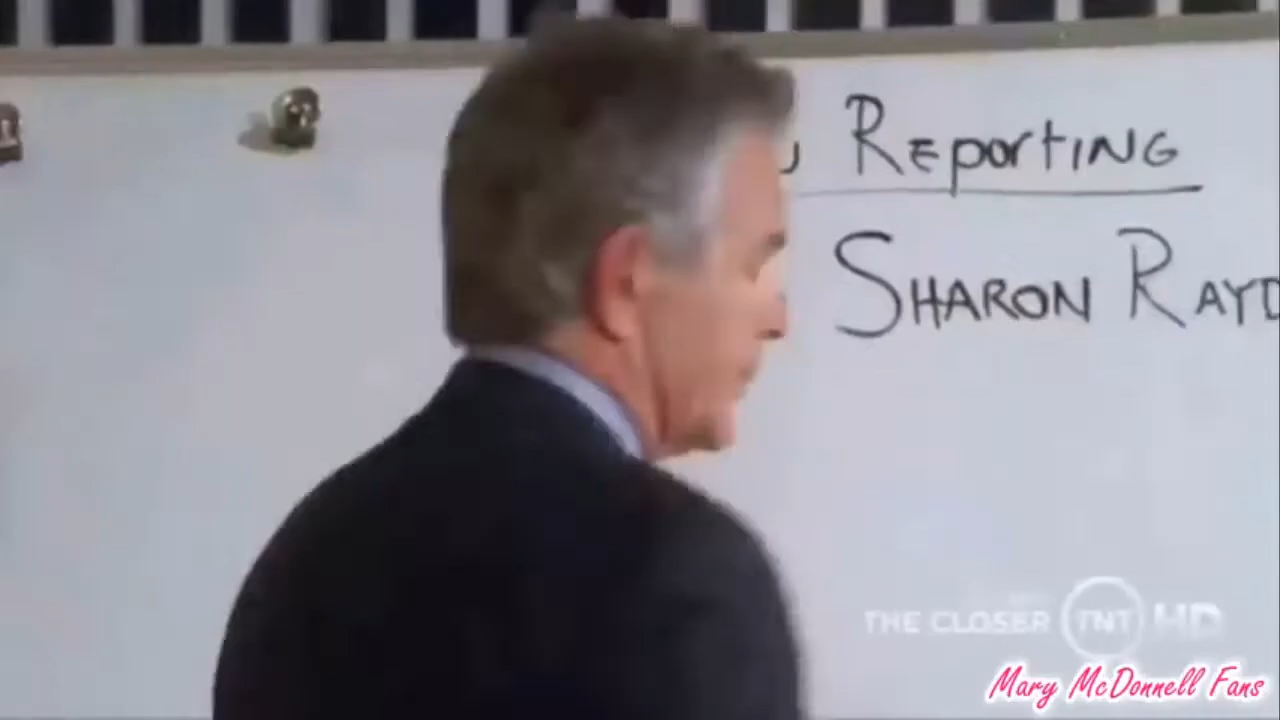 Reporting
Sharon Rayd
THE CLOSER TNT HD
Mary McDonnell Fans